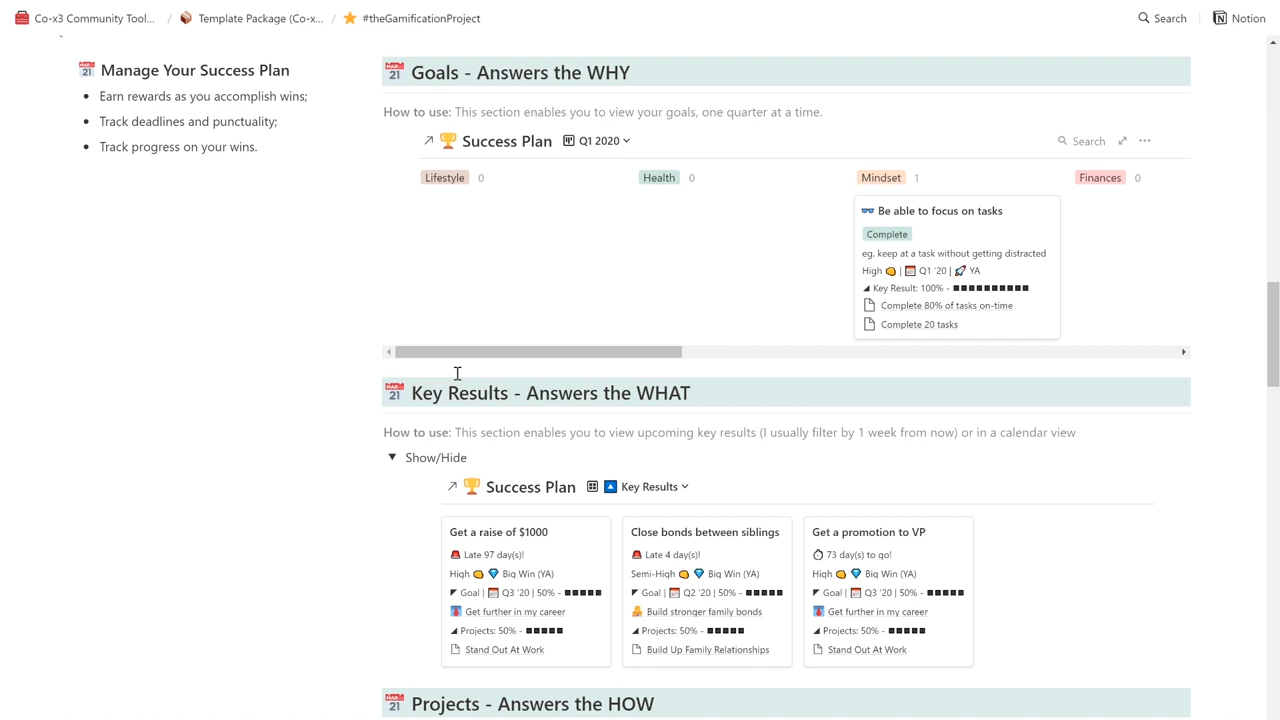 Co-x3 Community Tool... / Template Package (Co-x... / #theGamificationProject Search Notion
Manage Your Success Plan
• Earn rewards as you accomplish wins;
• Track deadlines and punctuality;
• Track progress on your wins.
Goals - Answers the WHY
How to use: This section enables you to view your goals, one quarter at a time.
Success Plan Q1 2020 Search
Lifestyle 0 Health 0 Mindset 1 Finances 0
Be able to focus on tasks
Complete
eg. keep at a task without getting distracted
High | Q1 '20 | YA
Key Result: 100% - ■■■■■■■■■■
Complete 80% of tasks on-time
Complete 20 tasks
Key Results - Answers the WHAT
How to use: This section enables you to view upcoming key results (I usually filter by 1 week from now) or in a calendar view
Show/Hide
Success Plan Key Results
Get a raise of $1000
Late 97 day(s)!
High Big Win (YA)
Goal | Q3 '20 | 50% - ■■■■■
Get further in my career
Projects: 50% - ■■■■■
Stand Out At Work
Close bonds between siblings
Late 4 day(s)!
Semi-High Big Win (YA)
Goal | Q2 '20 | 50% - ■■■■■
Build stronger family bonds
Projects: 50% - ■■■■■
Build Up Family Relationships
Get a promotion to VP
73 day(s) to go!
High Big Win (YA)
Goal | Q3 '20 | 50% - ■■■■■
Get further in my career
Projects: 50% - ■■■■■
Stand Out At Work
Projects - Answers the HOW